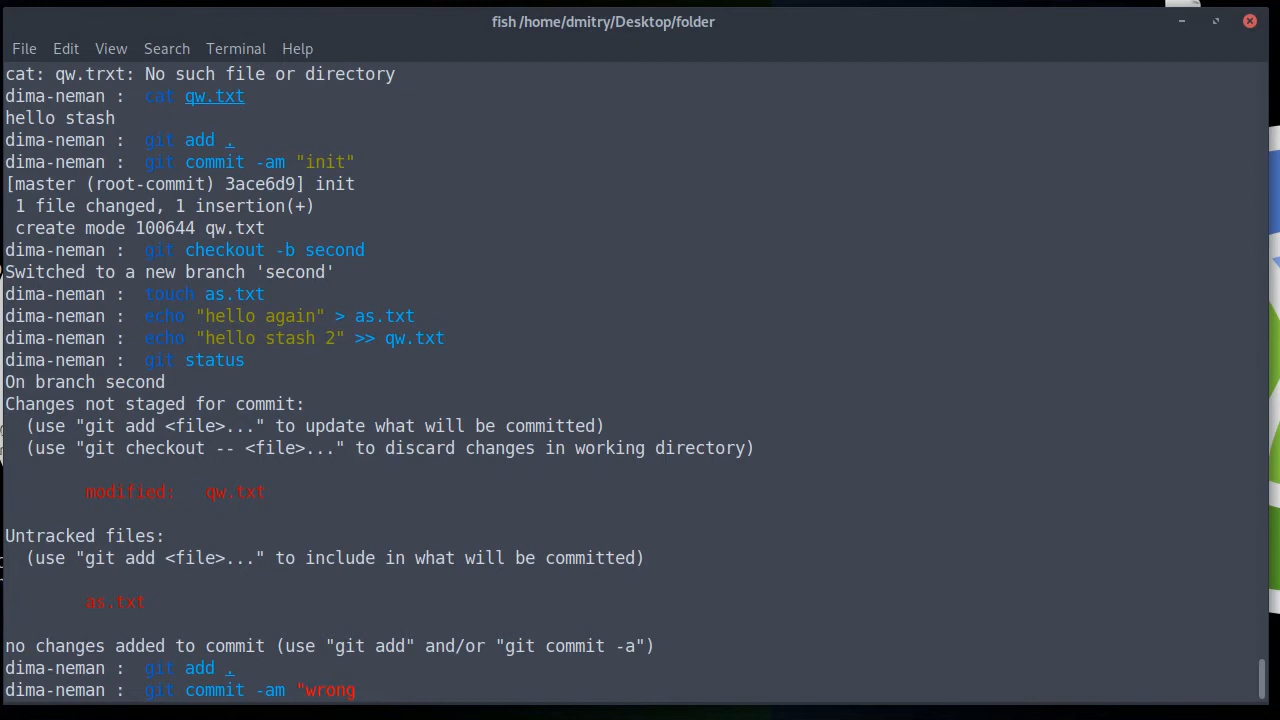 fish /home/dmitry/Desktop/folder
File Edit View Search Terminal Help
cat: qw.trxt: No such file or directory
dima-neman :  cat qw.txt
hello stash
dima-neman :  git add .
dima-neman :  git commit -am "init"
[master (root-commit) 3ace6d9] init
 1 file changed, 1 insertion(+)
 create mode 100644 qw.txt
dima-neman :  git checkout -b second
Switched to a new branch 'second'
dima-neman :  touch as.txt
dima-neman :  echo "hello again" > as.txt
dima-neman :  echo "hello stash 2" >> qw.txt
dima-neman :  git status
On branch second
Changes not staged for commit:
  (use "git add <file>..." to update what will be committed)
  (use "git checkout -- <file>..." to discard changes in working directory)
        modified:   qw.txt
Untracked files:
  (use "git add <file>..." to include in what will be committed)
        as.txt
no changes added to commit (use "git add" and/or "git commit -a")
dima-neman :  git add .
dima-neman :  git commit -am "wrong